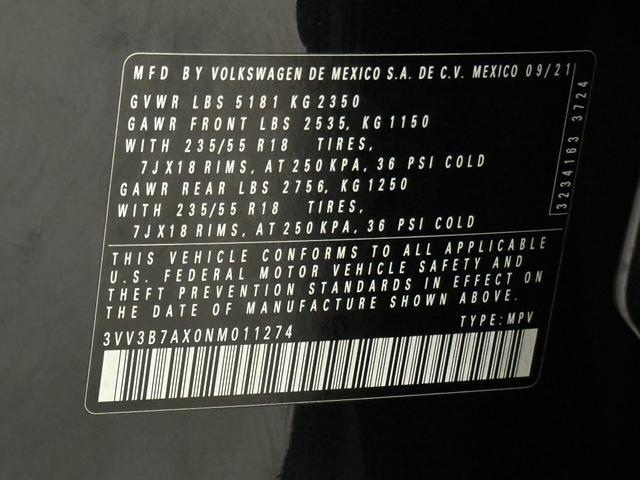 MFD BY VOLKSWAGEN DE MEXICO S.A. DE C.V. MEXICO 09/21
GVWR LBS 5181 KG 2350
GAWR FRONT LBS 2535, KG 1150
WITH 235/55 R18 TIRES,
7JX18 RIMS, AT 250 KPA, 36 PSI COLD
GAWR REAR LBS 2756, KG 1250
WITH 235/55 R18 TIRES,
7JX18 RIMS, AT 250 KPA, 36 PSI COLD
3234163 3724
THIS VEHICLE CONFORMS TO ALL APPLICABLE
U.S. FEDERAL MOTOR VEHICLE SAFETY AND
THEFT PREVENTION STANDARDS IN EFFECT ON
THE DATE OF MANUFACTURE SHOWN ABOVE.
3VV3B7AX0NM011274
TYPE: MPV